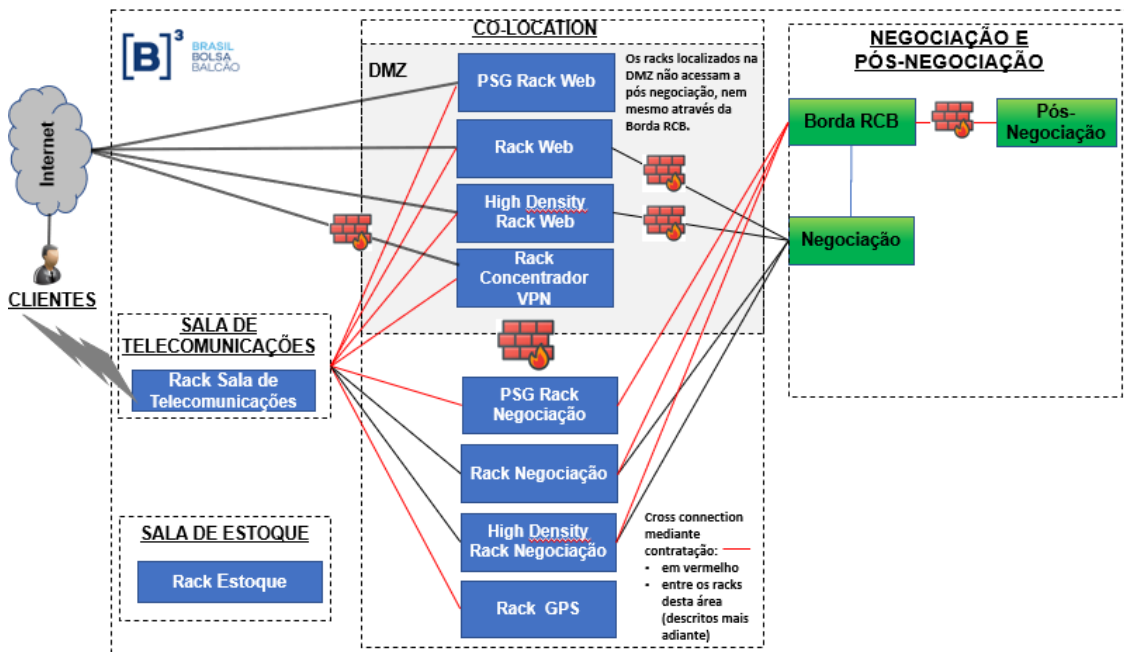 [B]³
BRASIL
BOLSA
BALCÃO
Internet
CLIENTES
SALA DE
TELECOMUNICAÇÕES
Rack Sala de
Telecomunicações
SALA DE ESTOQUE
Rack Estoque
CO-LOCATION
DMZ
PSG Rack Web
Rack Web
High Density
Rack Web
Rack
Concentrador
VPN
Os racks localizados na
DMZ não acessam a
pós negociação, nem
mesmo através da
Borda RCB.
PSG Rack
Negociação
Rack Negociação
High Density
Rack Negociação
Rack GPS
Cross connection
mediante
contratação:
• em vermelho
• entre os racks
desta área
(descritos mais
adiante)
NEGOCIAÇÃO E
PÓS-NEGOCIAÇÃO
Borda RCB
Pós-
Negociação
Negociação